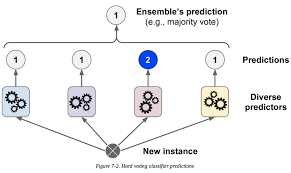 1
Ensemble's prediction
(e.g., majority vote)
1 1 2 1 Predictions
Diverse
predictors
New instance
Figure 7-2. Hard voting classifier predictions